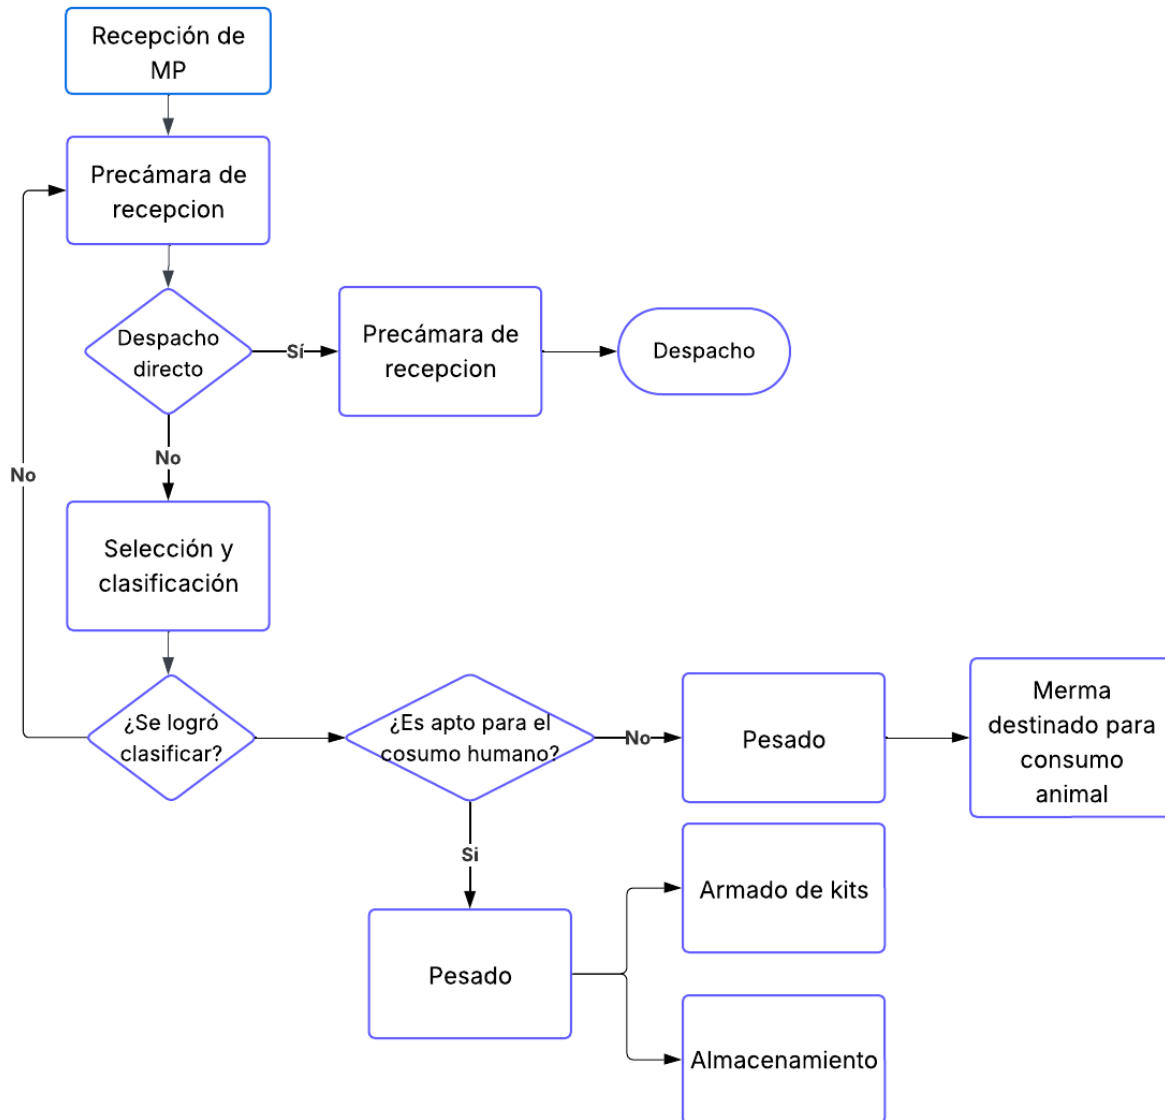 Recepción de
MP
Precámara de
recepcion
Despacho
directo
Sí
Precámara de
recepcion
Despacho
No
No
Selección y
clasificación
¿Se logró
clasificar?
¿Es apto para el
cosumo humano?
No
Pesado
Merma
destinado para
consumo
animal
Si
Pesado
Armado de kits
Almacenamiento